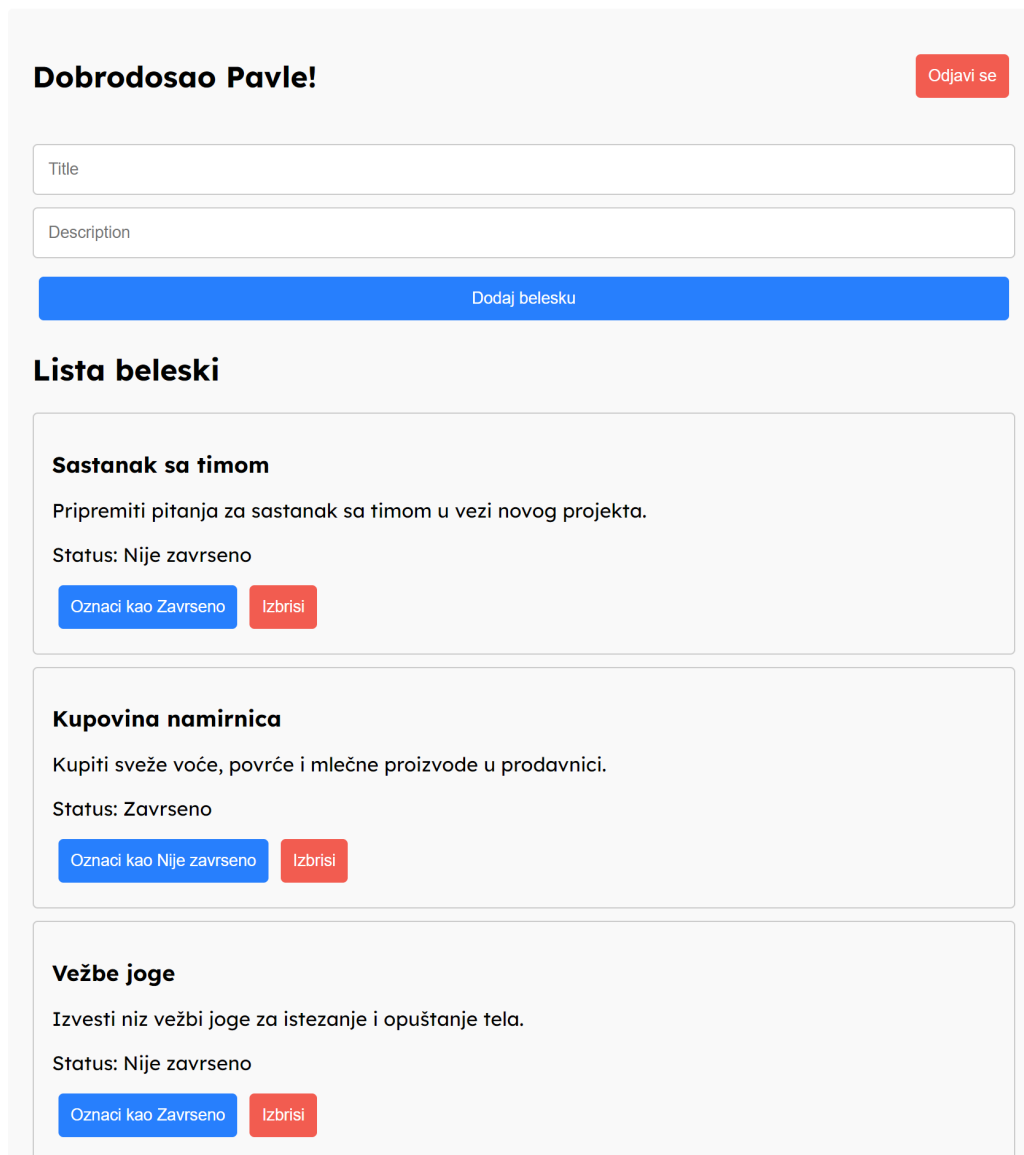 Dobrodosao Pavle!
Odjavi se
Title
Description
Dodaj belesku
Lista beleski
Sastanak sa timom
Pripremiti pitanja za sastanak sa timom u vezi novog projekta.
Status: Nije zavrseno
Oznaci kao Zavrseno Izbrisi
Kupovina namirnica
Kupiti sveže voće, povrće i mlečne proizvode u prodavnici.
Status: Zavrseno
Oznaci kao Nije zavrseno Izbrisi
Vežbe joge
Izvesti niz vežbi joge za istezanje i opuštanje tela.
Status: Nije zavrseno
Oznaci kao Zavrseno Izbrisi